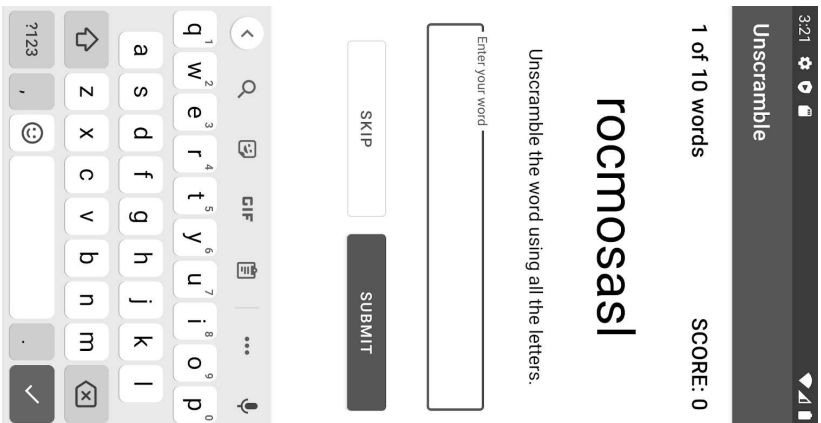 3:21
Unscramble
1 of 10 words SCORE: 0
rocmosasl
Unscramble the word using all the letters.
Enter your word
SKIP SUBMIT
GIF
q 1 w 2 e 3 r 4 t 5 y 6 u 7 i 8 o 9 p 0
a s d f g h j k l
z x c v b n m
?123 , .